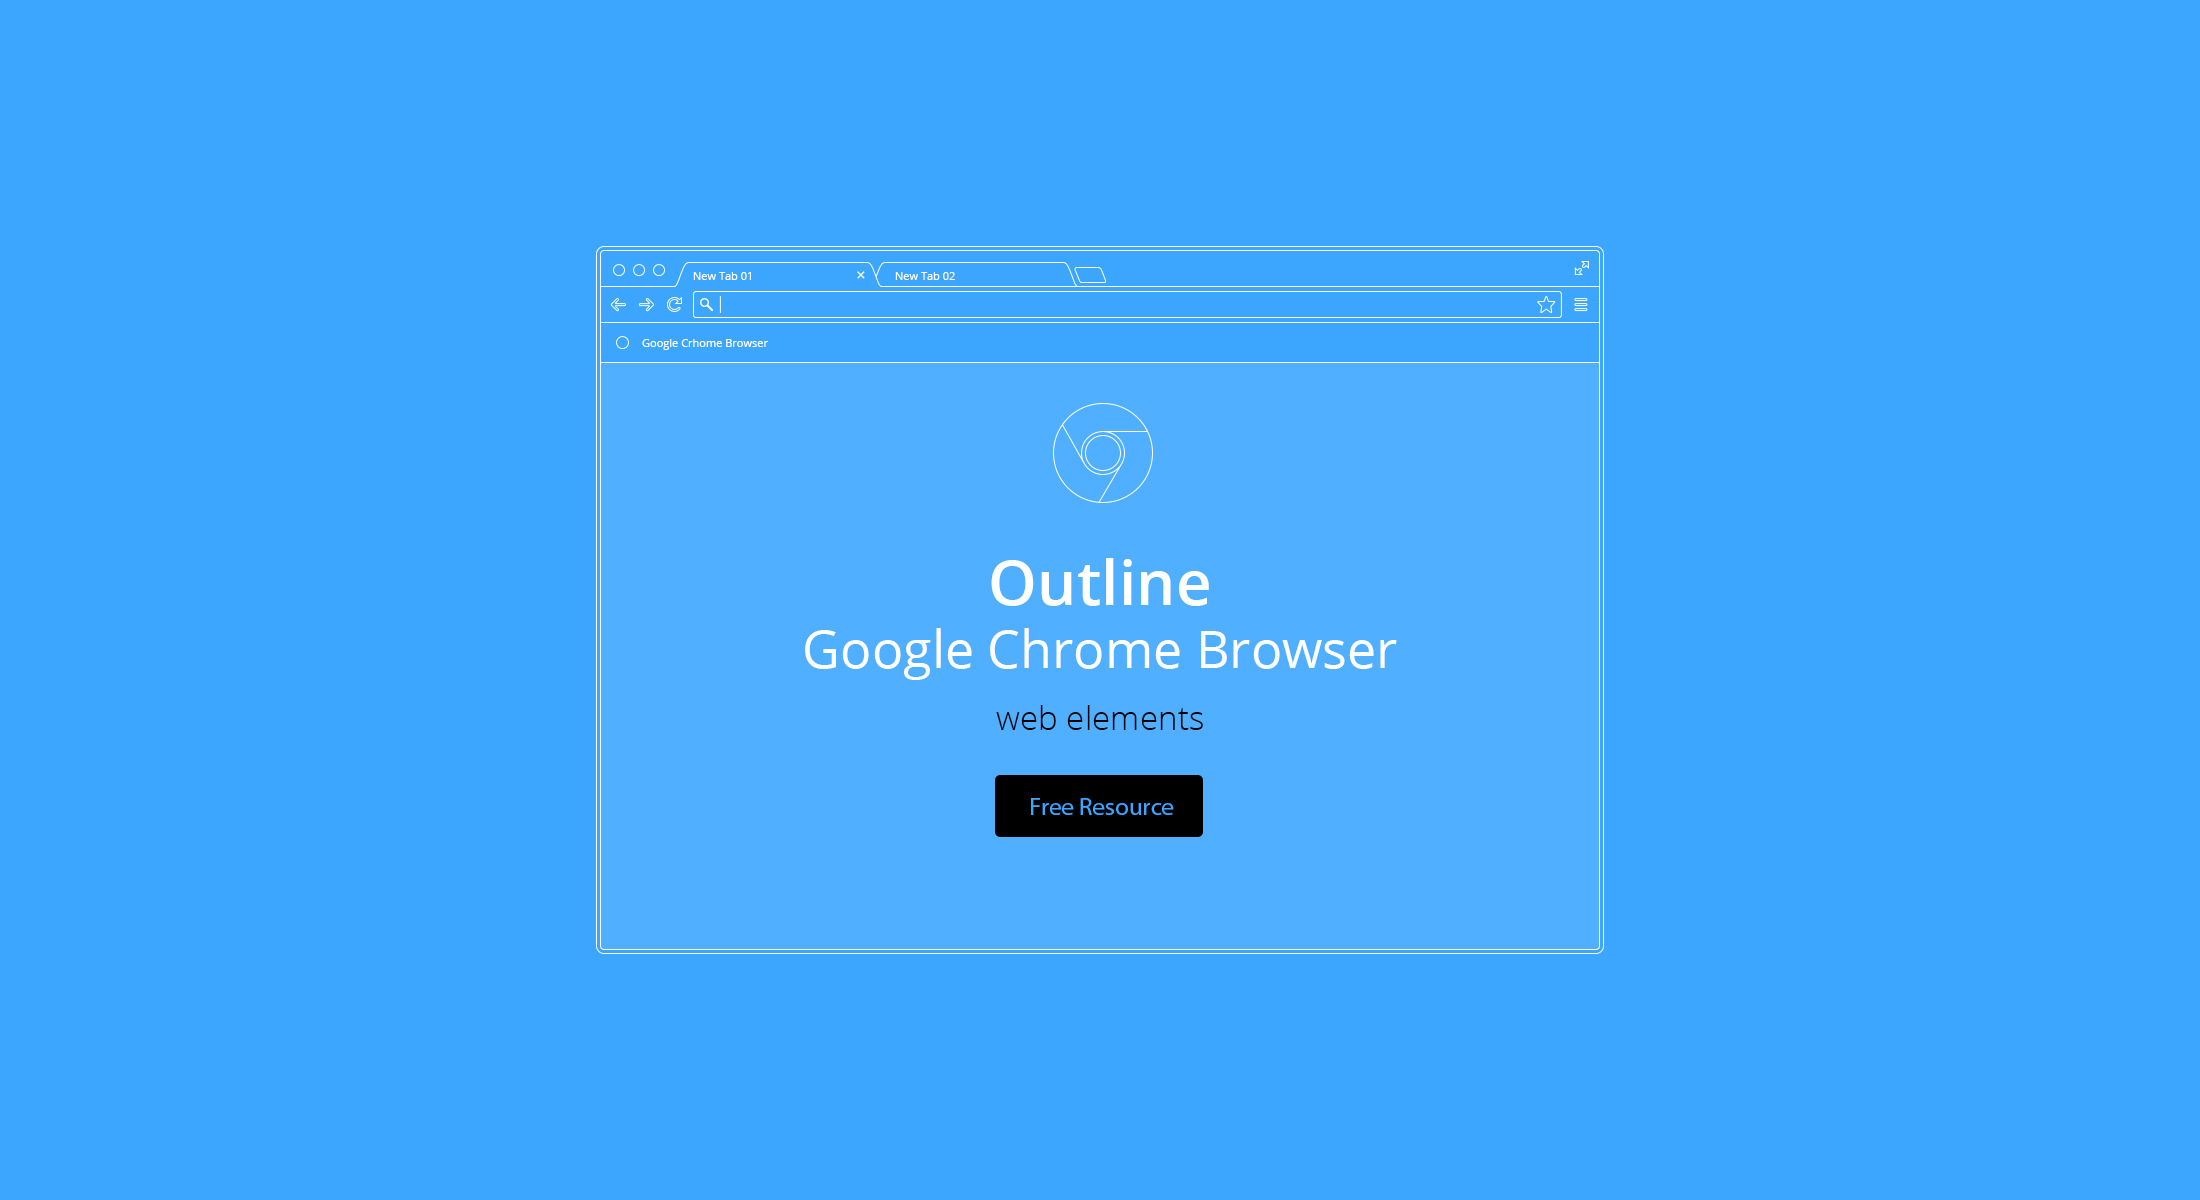 New Tab 01
New Tab 02
Google Crhome Browser
Outline
Google Chrome Browser
web elements
Free Resource